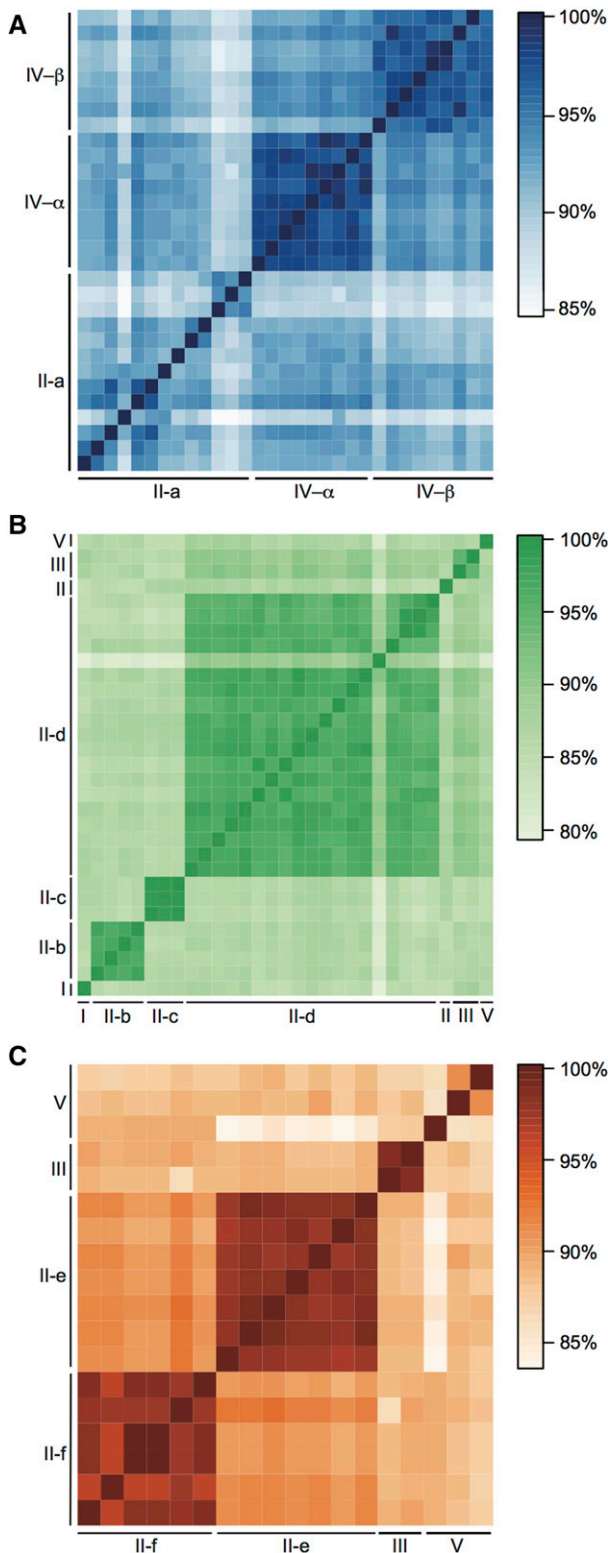 A
IV–β
IV–α
II-a
II-a
IV–α
IV–β
100%
95%
90%
85%
B
V
III
II
II-d
II-c
II-b
I
I
II-b
II-c
II-d
II
III
V
100%
95%
90%
85%
80%
C
V
III
II-e
II-f
II-f
II-e
III
V
100%
95%
90%
85%